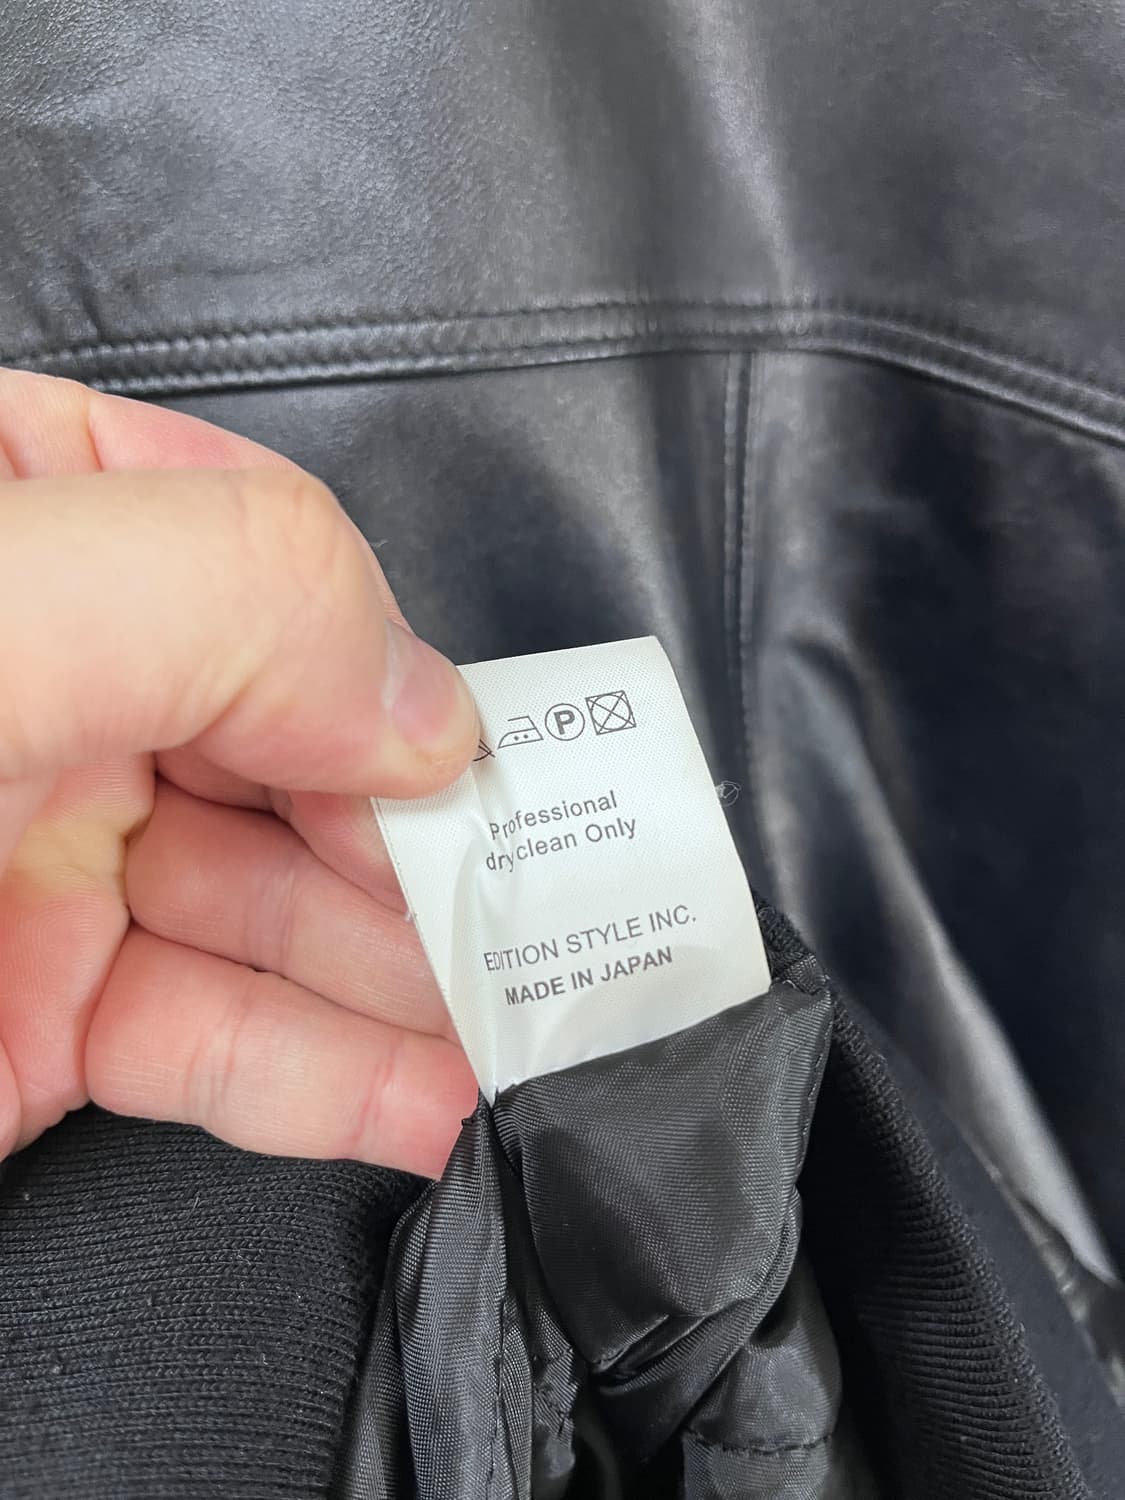 P
Professional
dryclean Only
EDITION STYLE INC.
MADE IN JAPAN